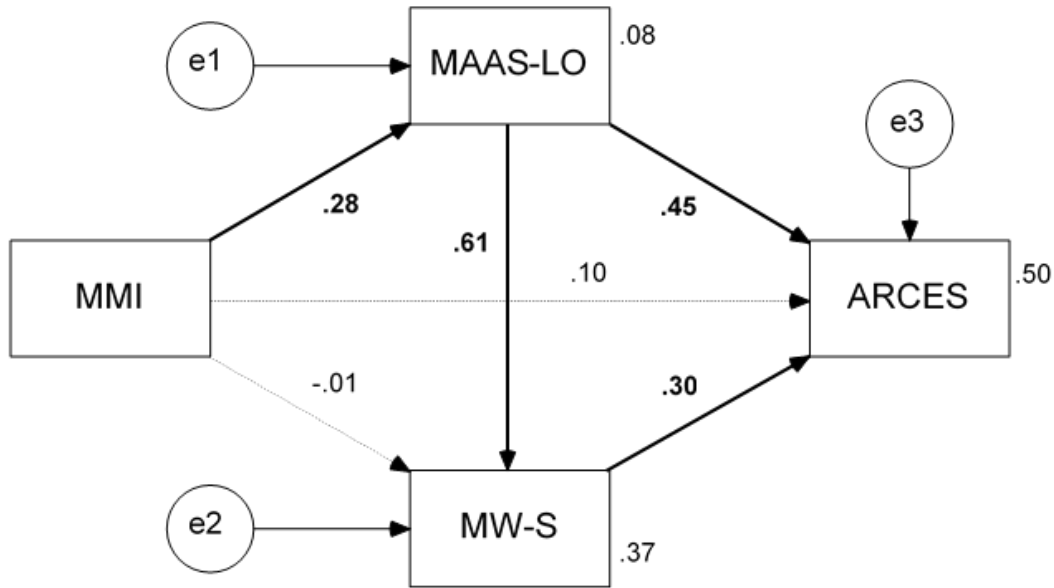 e1
MAAS-LO
.08
e3
.28
.45
.61
MMI
.10
ARCES
.50
-.01
.30
e2
MW-S
.37